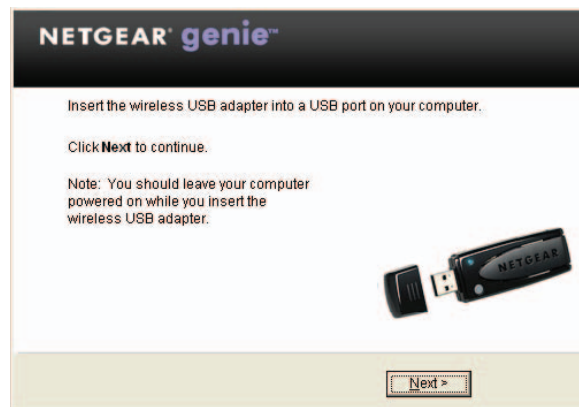 NETGEAR® genie™
Insert the wireless USB adapter into a USB port on your computer.
Click Next to continue.
Note: You should leave your computer
powered on while you insert the
wireless USB adapter.
NETGEAR
Next >